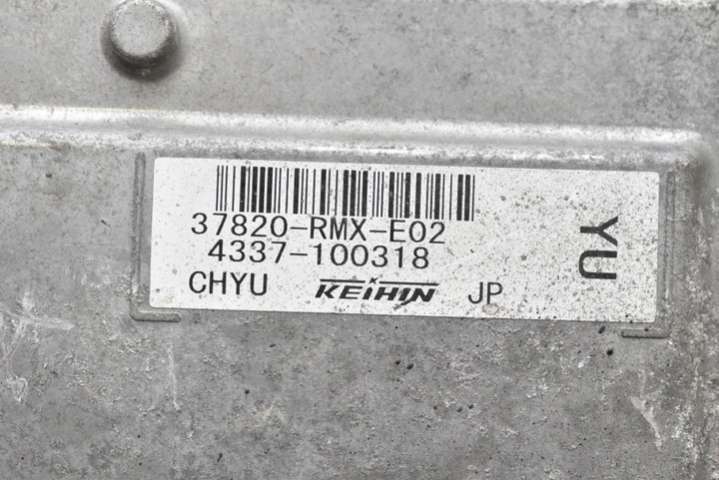 37820-RMX-E02
4337-100318
CHYU KEIHIN JP
YU